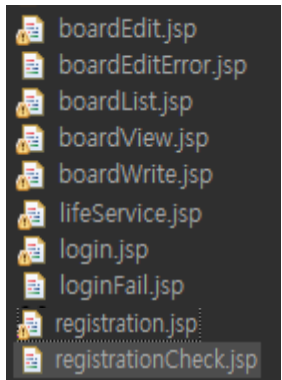 boardEdit.jsp
boardEditError.jsp
boardList.jsp
boardView.jsp
boardWrite.jsp
lifeService.jsp
login.jsp
loginFail.jsp
registration.jsp
registrationCheck.jsp